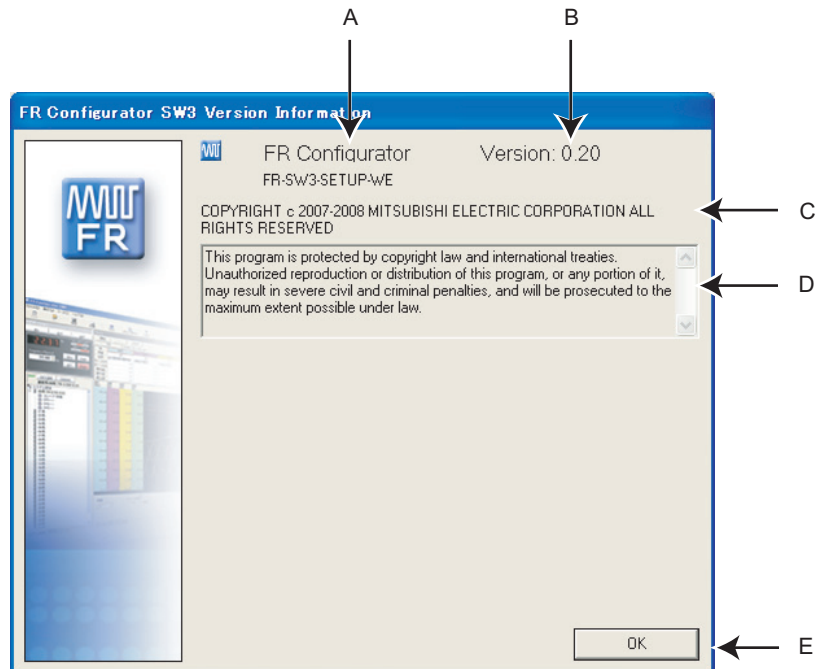 A B
FR Configurator SW3 Version Information
FR Configurator Version: 0.20
FR-SW3-SETUP-WE
COPYRIGHT c 2007-2008 MITSUBISHI ELECTRIC CORPORATION ALL
RIGHTS RESERVED
C
This program is protected by copyright law and international treaties.
Unauthorized reproduction or distribution of this program, or any portion of it,
may result in severe civil and criminal penalties, and will be prosecuted to the
maximum extent possible under law.
D
FR
OK
E